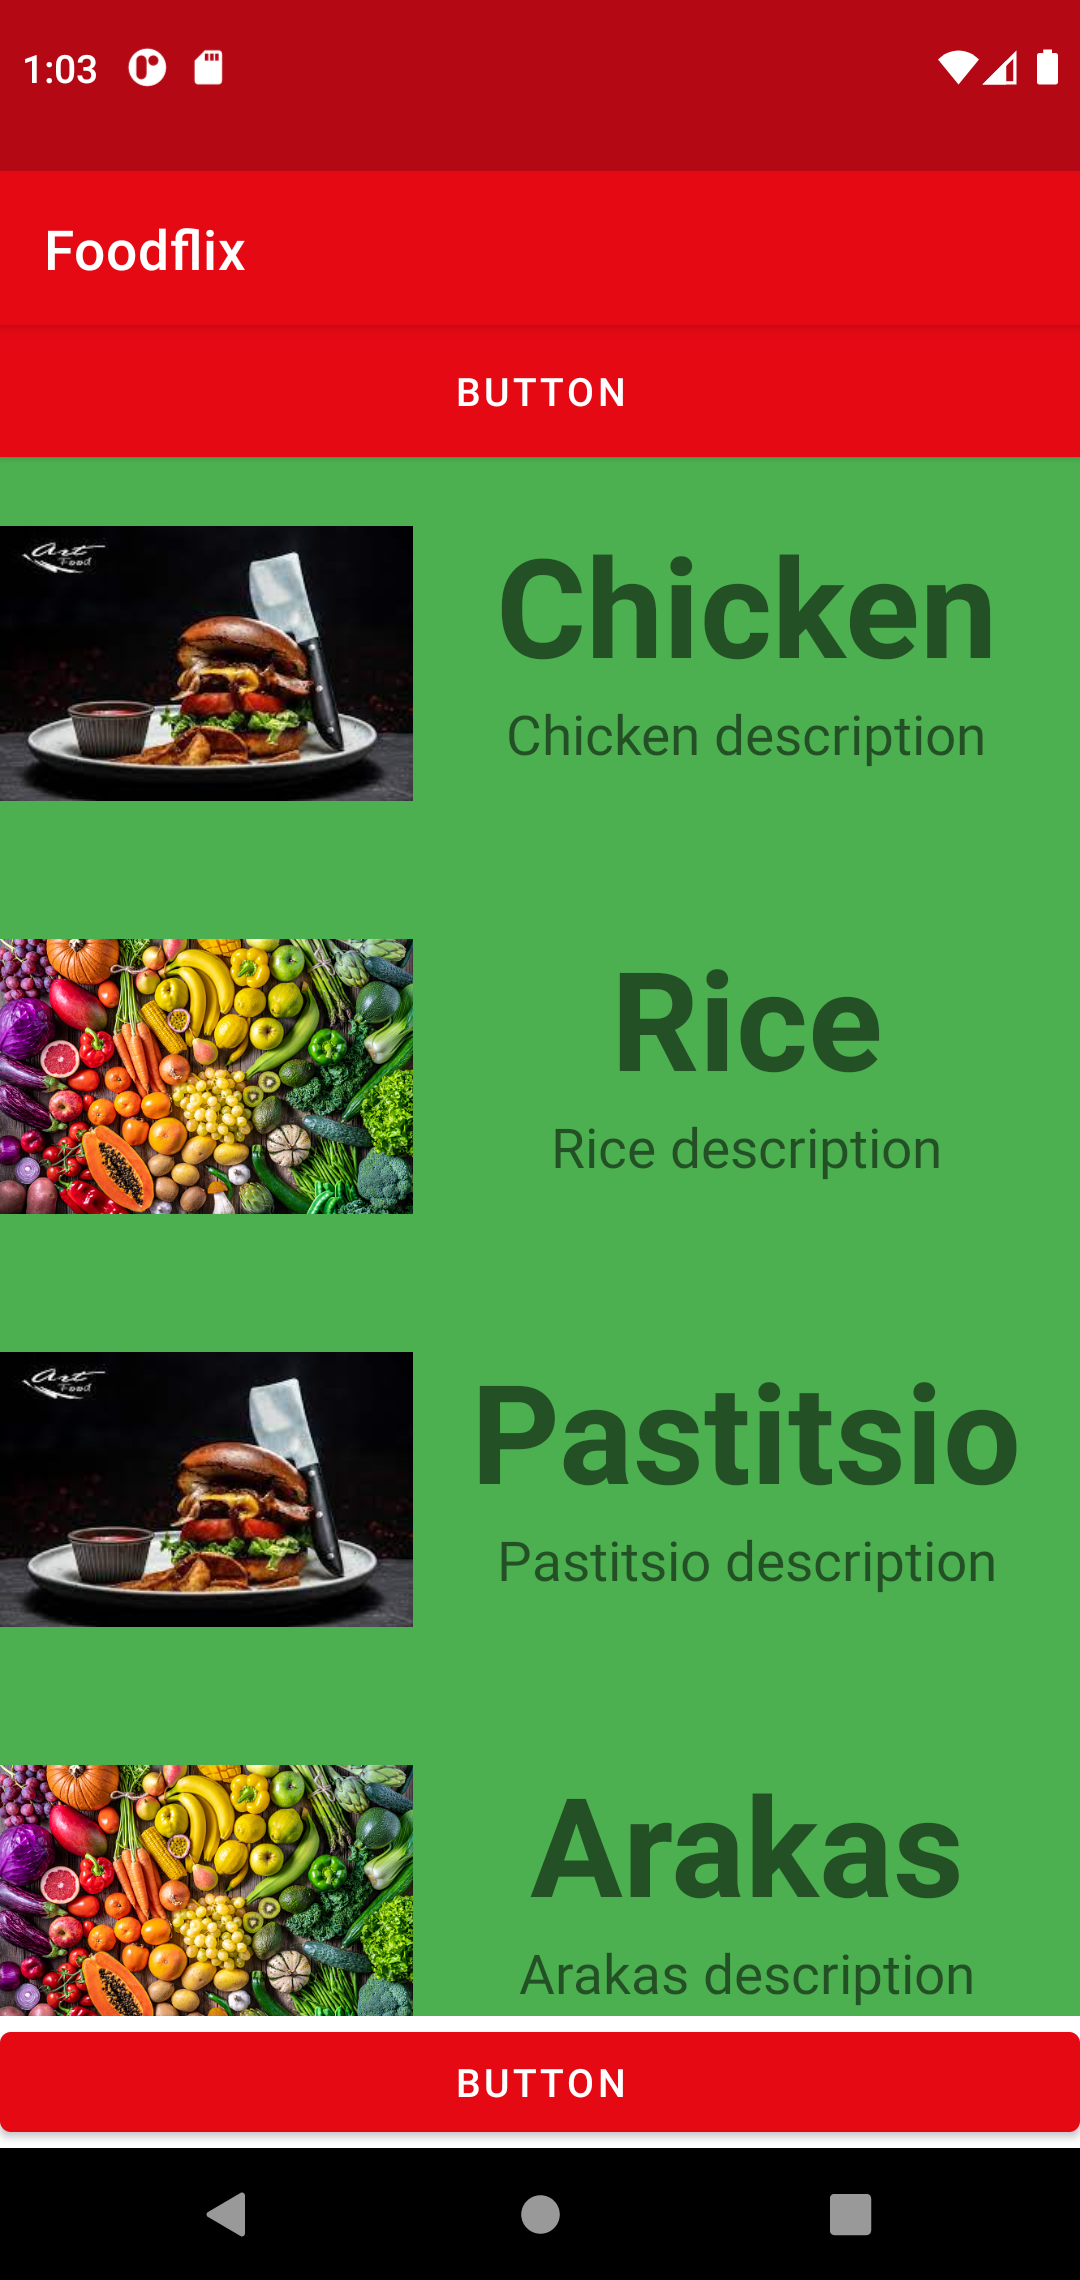 1:03
Foodflix
BUTTON
Art
Food
Chicken
Chicken description
Rice
Rice description
Art
Food
Pastitsio
Pastitsio description
Arakas
Arakas description
BUTTON